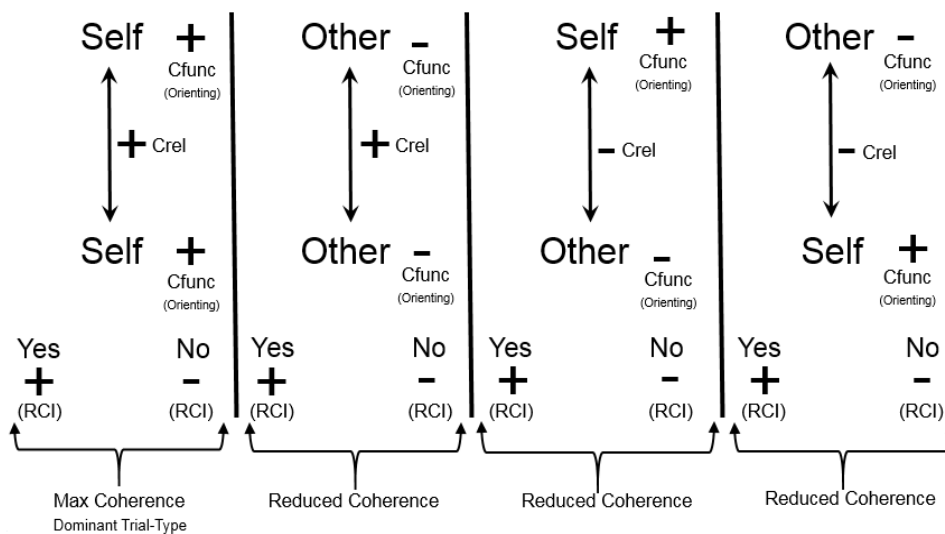 Self +
Cfunc
(Orienting)
+ Crel
Self +
Cfunc
(Orienting)
Yes No
+ -
(RCI) (RCI)
Max Coherence
Dominant Trial-Type
Other -
Cfunc
(Orienting)
+ Crel
Other -
Cfunc
(Orienting)
Yes No
+ -
(RCI) (RCI)
Reduced Coherence
Self +
Cfunc
(Orienting)
- Crel
Other -
Cfunc
(Orienting)
Yes No
+ -
(RCI) (RCI)
Reduced Coherence
Other -
Cfunc
(Orienting)
- Crel
Self +
Cfunc
(Orienting)
Yes No
+ -
(RCI) (RCI)
Reduced Coherence